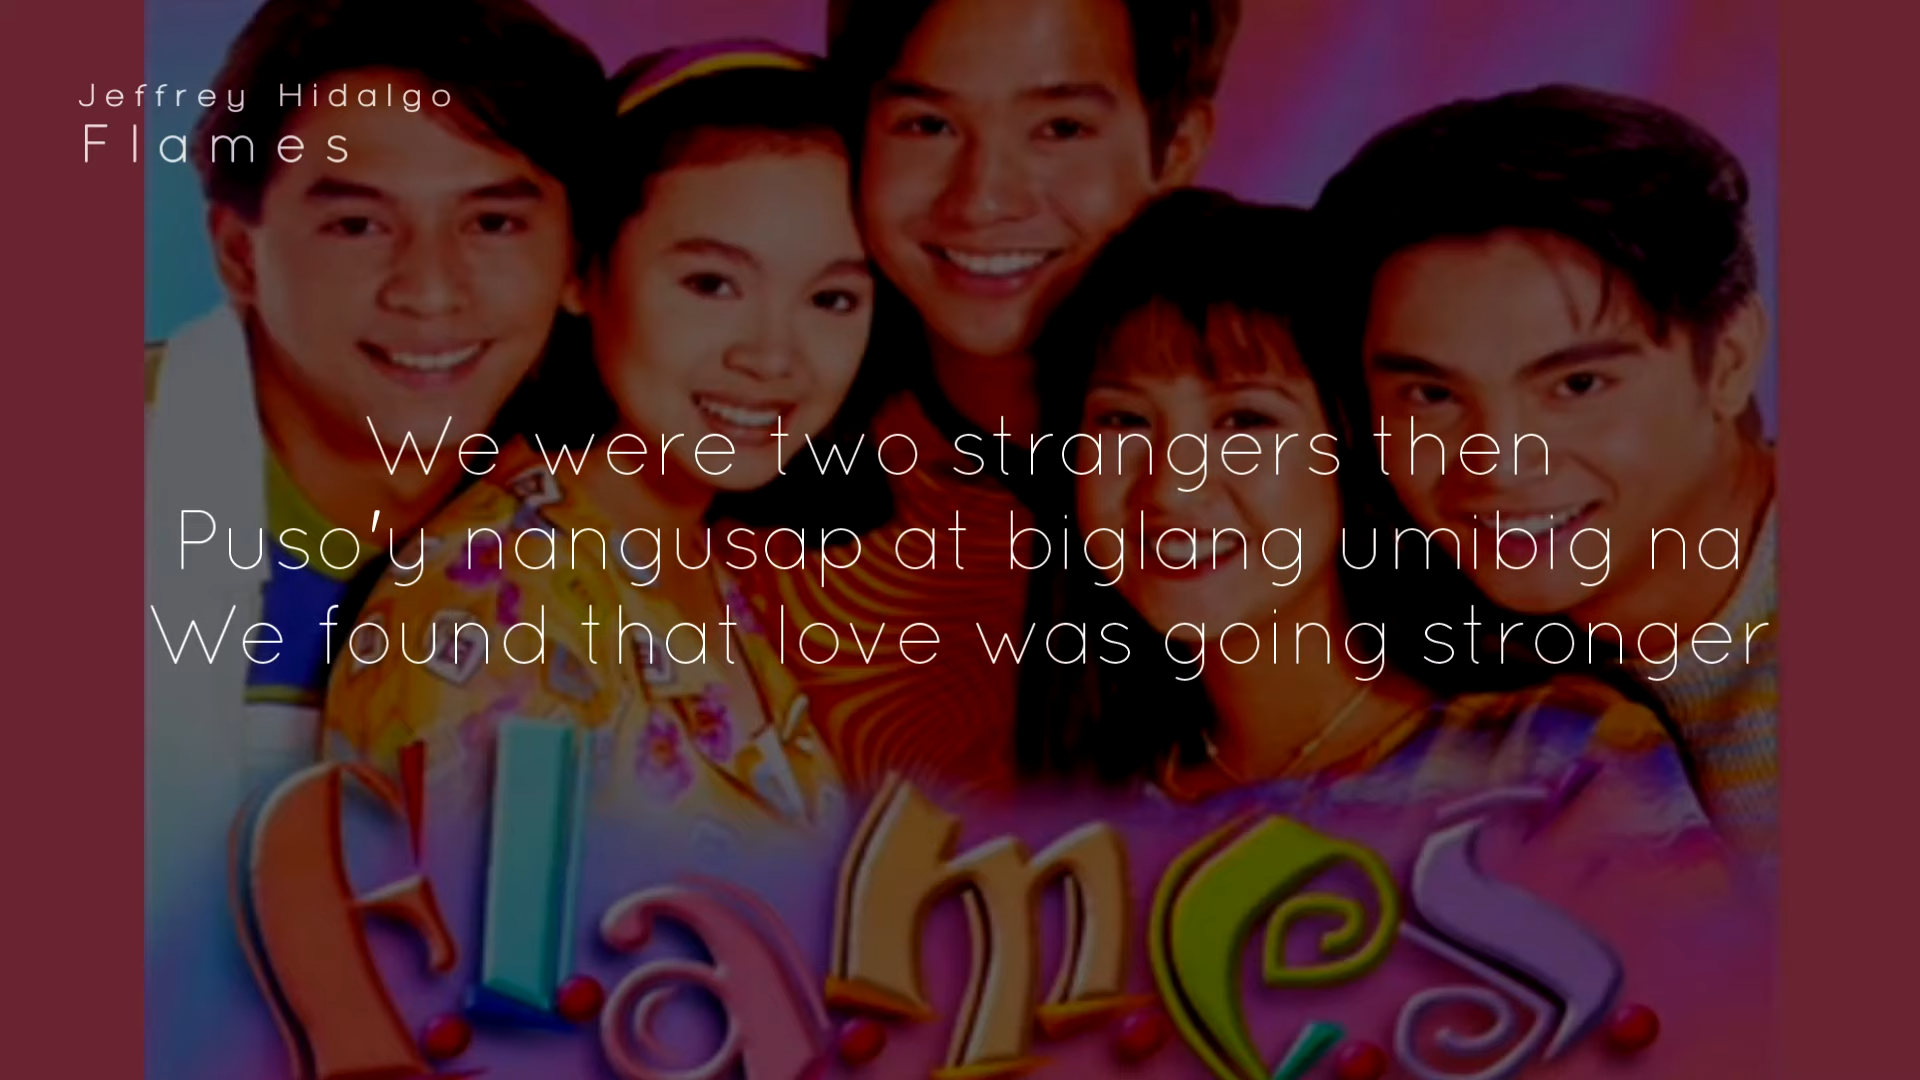 Jeffrey Hidalgo
Flames
We were two strangers then
Puso'y nangusap at biglang umibig na
We found that love was going stronger
F.l.a.m.e.s.